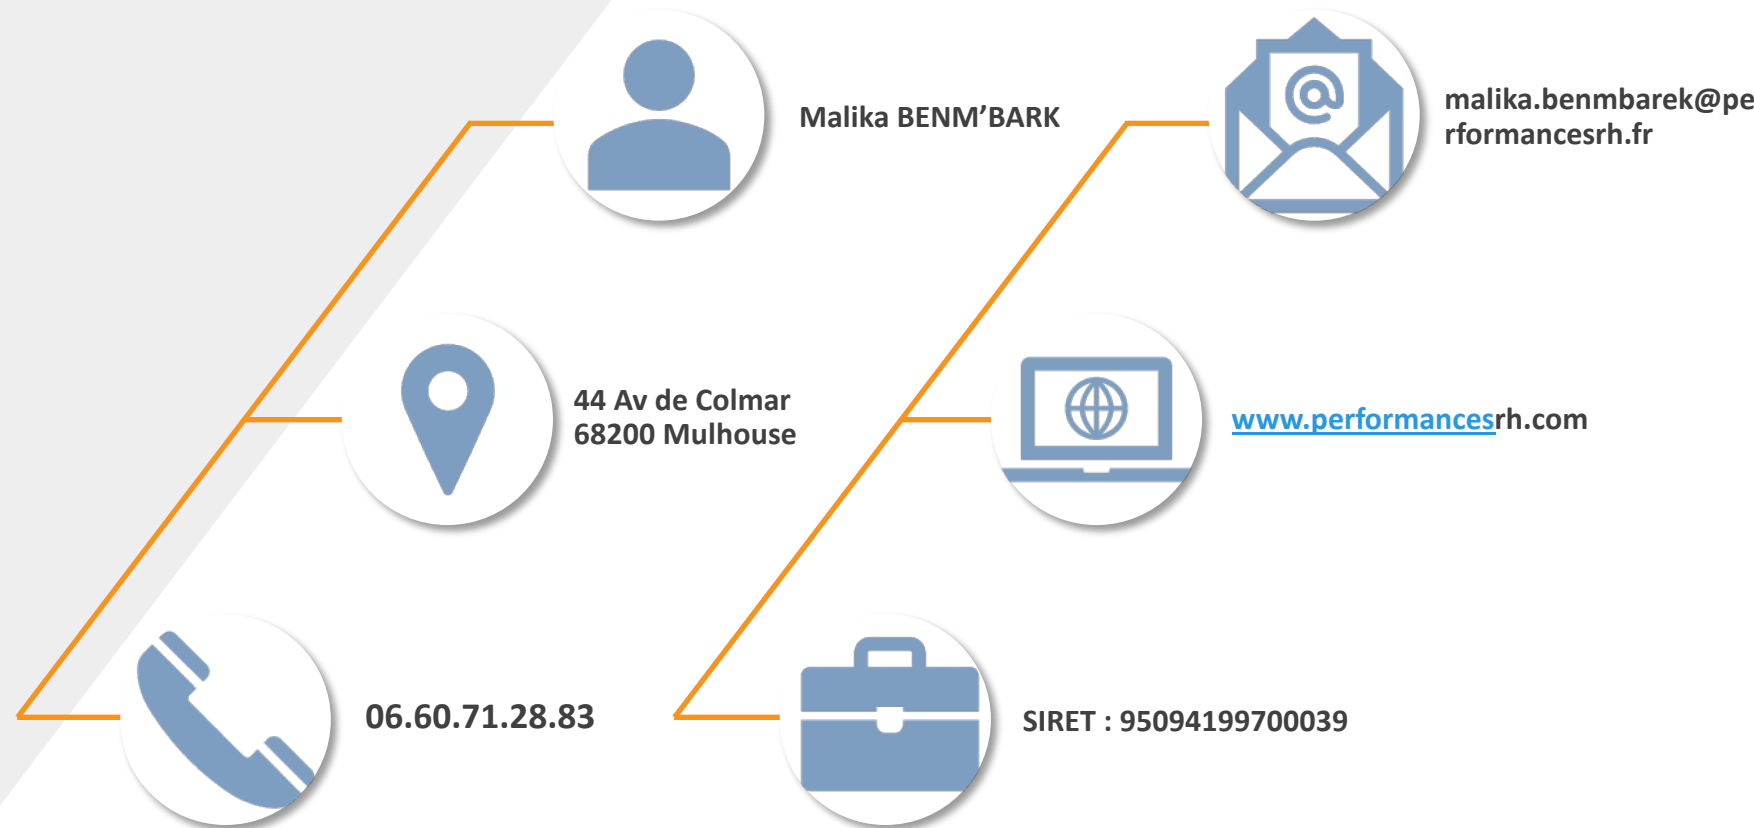 Malika BENM’BARK
malika.benmbarek@pe
rformancesrh.fr
44 Av de Colmar
68200 Mulhouse
www.performancesrh.com
06.60.71.28.83
SIRET : 95094199700039